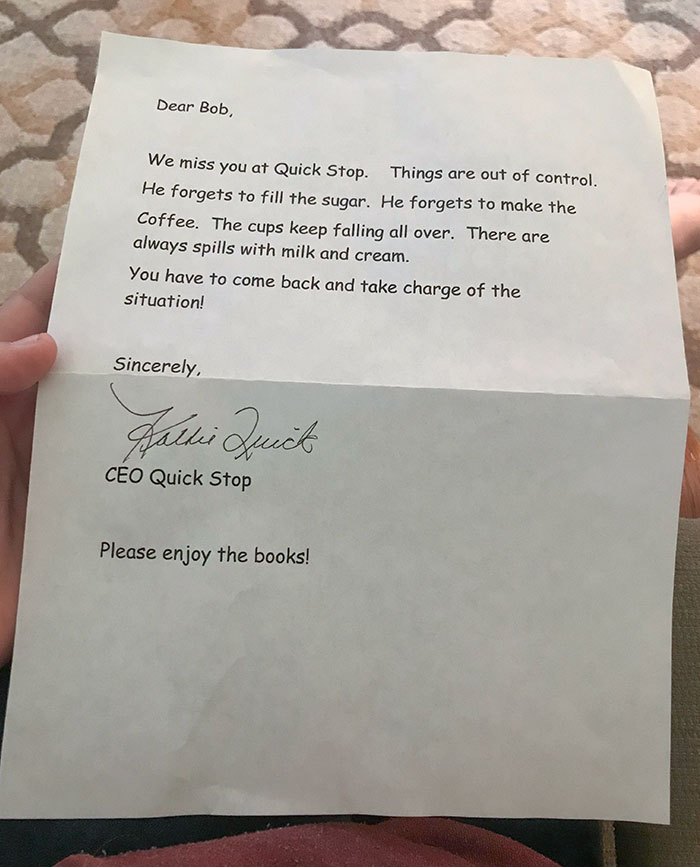 Dear Bob,
We miss you at Quick Stop. Things are out of control.
He forgets to fill the sugar. He forgets to make the
Coffee. The cups keep falling all over. There are
always spills with milk and cream.
You have to come back and take charge of the
situation!
Sincerely,
Quick
CEO Quick Stop
Please enjoy the books!